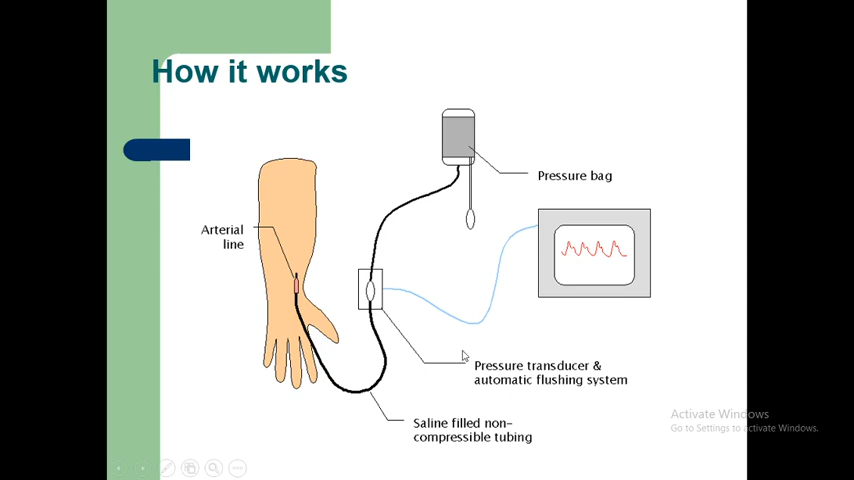 How it works
Pressure bag
Arterial
line
Pressure transducer &
automatic flushing system
Saline filled non-
compressible tubing
Activate Windows
Go to Settings to activate Windows.